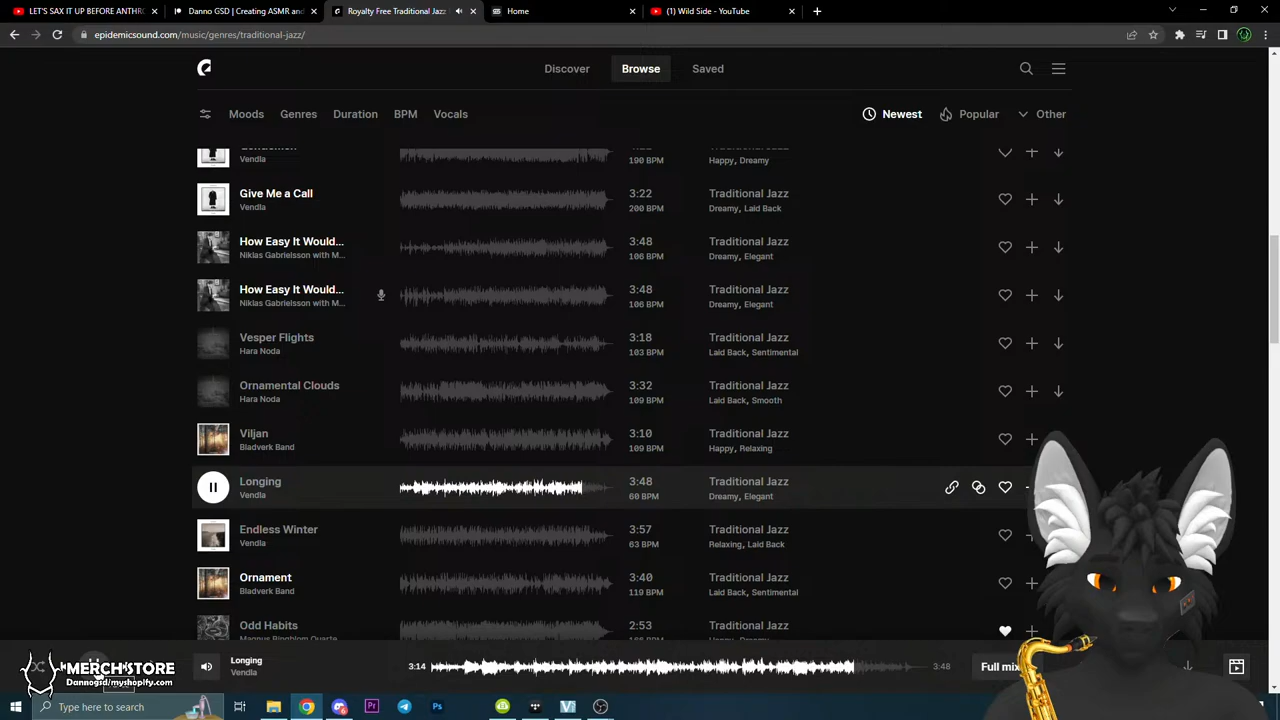 LET'S SAX IT UP BEFORE ANTHR
Danno GSD | Creating ASMR and
Royalty Free Traditional Jazz
Home
(1) Wild Side - YouTube
epidemicsound.com/music/genres/traditional-jazz/
Discover
Browse
Saved
Moods
Genres
Duration
BPM
Vocals
Newest
Popular
Other
Vendla
190 BPM
Happy, Dreamy
Give Me a Call
3:22
Traditional Jazz
Vendla
200 BPM
Dreamy, Laid Back
How Easy It Would...
3:48
Traditional Jazz
Niklas Gabrielsson with M...
106 BPM
Dreamy, Elegant
How Easy It Would...
3:48
Traditional Jazz
Niklas Gabrielsson with M...
106 BPM
Dreamy, Elegant
Vesper Flights
3:18
Traditional Jazz
Hara Noda
103 BPM
Laid Back, Sentimental
Ornamental Clouds
3:32
Traditional Jazz
Hara Noda
109 BPM
Laid Back, Smooth
Viljan
3:10
Traditional Jazz
Bladverk Band
109 BPM
Happy, Relaxing
Longing
3:48
Traditional Jazz
Vendla
60 BPM
Dreamy, Elegant
Endless Winter
3:57
Traditional Jazz
Vendla
63 BPM
Relaxing, Laid Back
Ornament
3:40
Traditional Jazz
Bladverk Band
119 BPM
Laid Back, Sentimental
Odd Habits
2:53
Traditional Jazz
Longing
Vendla
3:14
3:48
Full mix
MERCH STORE
Dannogsd/myshopify.com
Type here to search